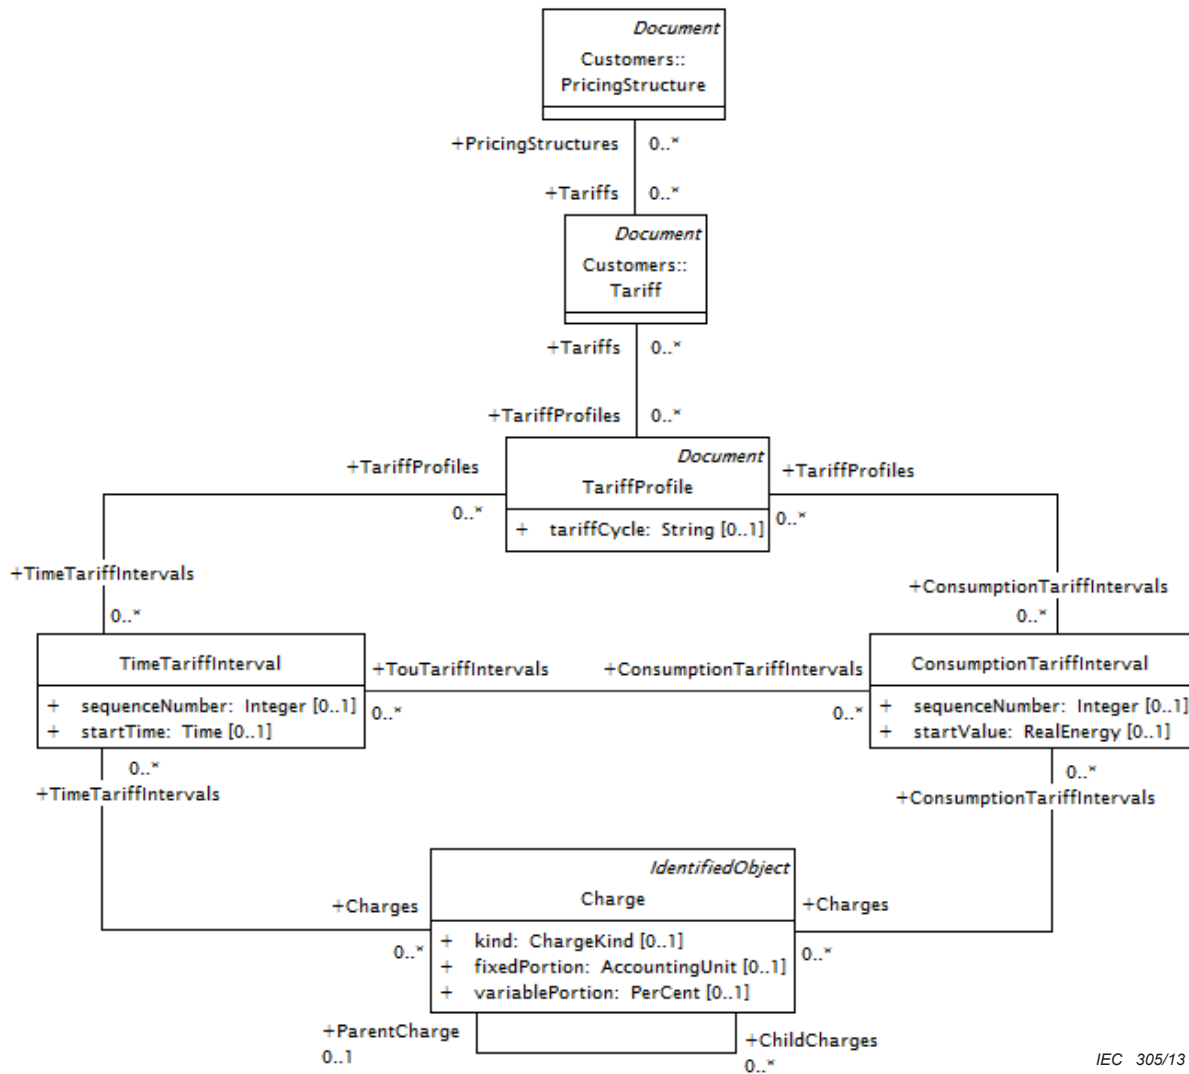 Document
Customers::
PricingStructure
+PricingStructures 0..*
+Tariffs 0..*
Document
Customers::
Tariff
+Tariffs 0..*
+TariffProfiles 0..*
Document
TariffProfile
+ tariffCycle: String [0..1]
+TariffProfiles
0..*
+TariffProfiles
0..*
+TimeTariffIntervals
0..*
+ConsumptionTariffIntervals
0..*
TimeTariffInterval
+ sequenceNumber: Integer [0..1]
+ startTime: Time [0..1]
+TouTariffIntervals
0..*
+ConsumptionTariffIntervals
0..*
ConsumptionTariffInterval
+ sequenceNumber: Integer [0..1]
+ startValue: RealEnergy [0..1]
0..*
+TimeTariffIntervals
0..*
+ConsumptionTariffIntervals
IdentifiedObject
Charge
+ kind: ChargeKind [0..1]
+ fixedPortion: AccountingUnit [0..1]
+ variablePortion: PerCent [0..1]
+Charges
0..*
+Charges
0..*
+ParentCharge
0..1
+ChildCharges
0..*
IEC 305/13